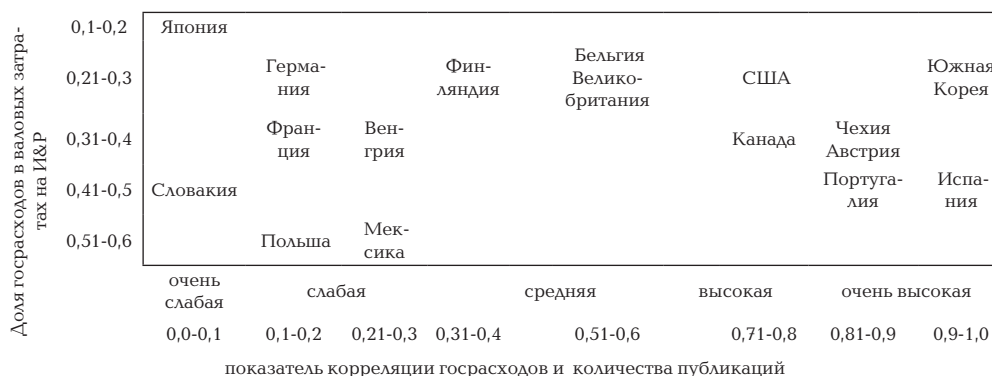 Доля госрасходов в валовых затра-
тах на И&Р
0,1-0,2 Япония
0,21-0,3 Герма-
ния Фин-
ляндия Бельгия
Велико-
британия США Южная
Корея
0,31-0,4 Фран-
ция Вен-
грия Канада Чехия
Австрия
0,41-0,5 Словакия Португа-
лия Испа-
ния
0,51-0,6 Польша Мек-
сика
очень
слабая слабая средняя высокая очень высокая
0,0-0,1 0,1-0,2 0,21-0,3 0,31-0,4 0,51-0,6 0,71-0,8 0,81-0,9 0,9-1,0
показатель корреляции госрасходов и количества публикаций